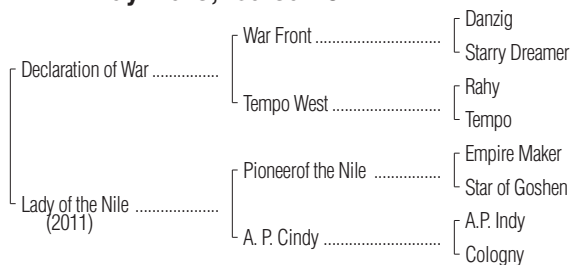 Danzig
War Front
Starry Dreamer
Declaration of War
Rahy
Tempo West
Tempo
Empire Maker
Pioneerof the Nile
Star of Goshen
Lady of the Nile
(2011)
A.P. Indy
A. P. Cindy
Cologny